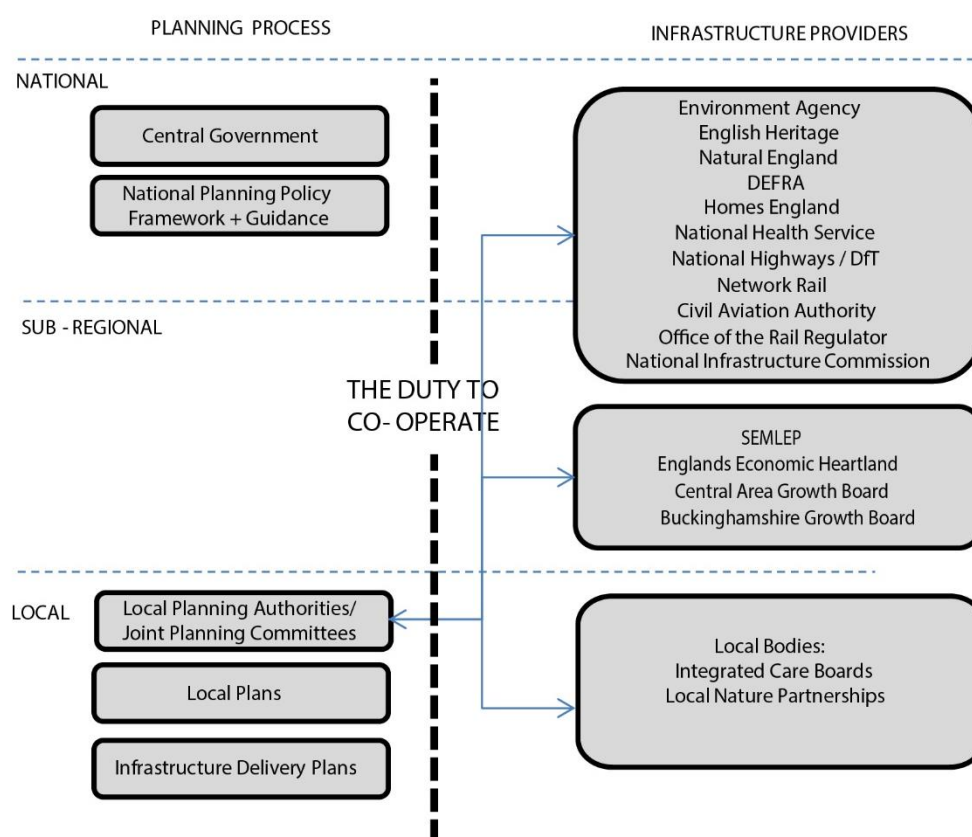 PLANNING PROCESS
INFRASTRUCTURE PROVIDERS
NATIONAL
Central Government
National Planning Policy
Framework + Guidance
Environment Agency
English Heritage
Natural England
DEFRA
Homes England
National Health Service
National Highways / DfT
Network Rail
Civil Aviation Authority
Office of the Rail Regulator
National Infrastructure Commission
SUB - REGIONAL
THE DUTY TO
CO- OPERATE
SEMLEP
Englands Economic Heartland
Central Area Growth Board
Buckinghamshire Growth Board
LOCAL
Local Planning Authorities/
Joint Planning Committees
Local Plans
Infrastructure Delivery Plans
Local Bodies:
Integrated Care Boards
Local Nature Partnerships